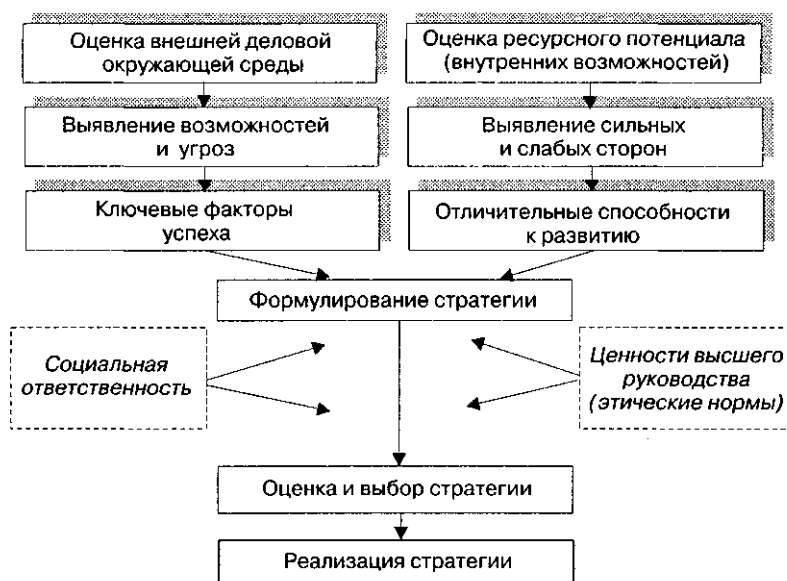 Оценка внешней деловой
окружающей среды
Оценка ресурсного потенциала
(внутренних возможностей)
Выявление возможностей
и угроз
Выявление сильных
и слабых сторон
Ключевые факторы
успеха
Отличительные способности
к развитию
Формулирование стратегии
Социальная
ответственность
Ценности высшего
руководства
(этические нормы)
Оценка и выбор стратегии
Реализация стратегии